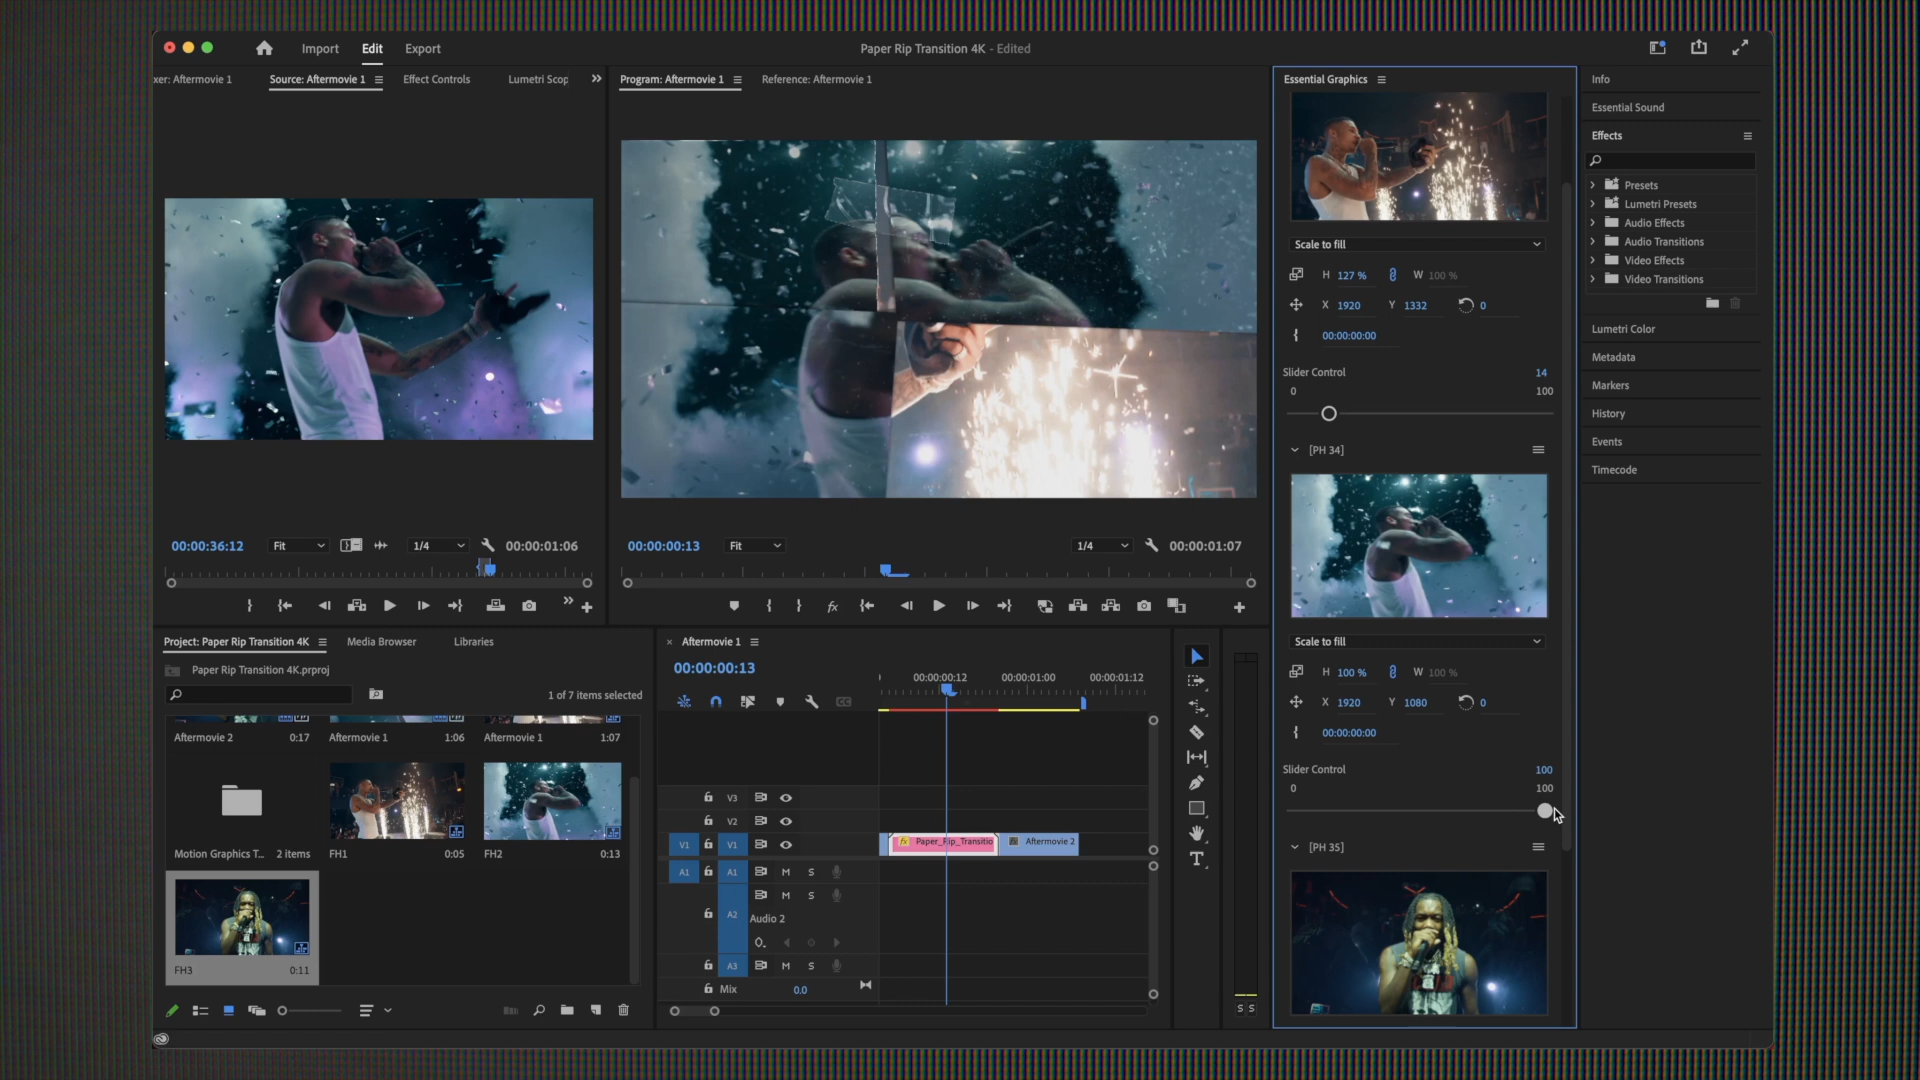 Import Edit Export
Paper Rip Transition 4K - Edited
xer: Aftermovie 1 Source: Aftermovie 1 Effect Controls Lumetri Scop
Program: Aftermovie 1 Reference: Aftermovie 1
Essential Graphics
Info
Essential Sound
Effects
Presets
Lumetri Presets
Audio Effects
Audio Transitions
Video Effects
Video Transitions
Lumetri Color
Metadata
Markers
History
Events
Timecode
Scale to fill
H 127 % W 100 %
X 1920 Y 1332 0
00:00:00:00
Slider Control 14
0 100
[PH 34]
Scale to fill
H 100 % W 100 %
X 1920 Y 1080 0
00:00:00:00
Slider Control 100
0 100
[PH 35]
00:00:36:12 Fit 1/4 00:00:01:06
00:00:00:13 Fit 1/4 00:00:01:07
fx
Project: Paper Rip Transition 4K Media Browser Libraries
Paper Rip Transition 4K.prproj
1 of 7 items selected
Aftermovie 2 0:17 Aftermovie 1 1:06 Aftermovie 1 1:07
Motion Graphics T... 2 items FH1 0:05 FH2 0:13
FH3 0:11
× Aftermovie 1
00:00:00:13
00:00:00:12 00:00:01:00 00:00:01:12
CC
V3
V2
V1 V1 fx Paper_Rip_Transitio Aftermovie 2
A1 A1 M S
M S
A2 Audio 2
A3 M S
Mix 0.0
S S